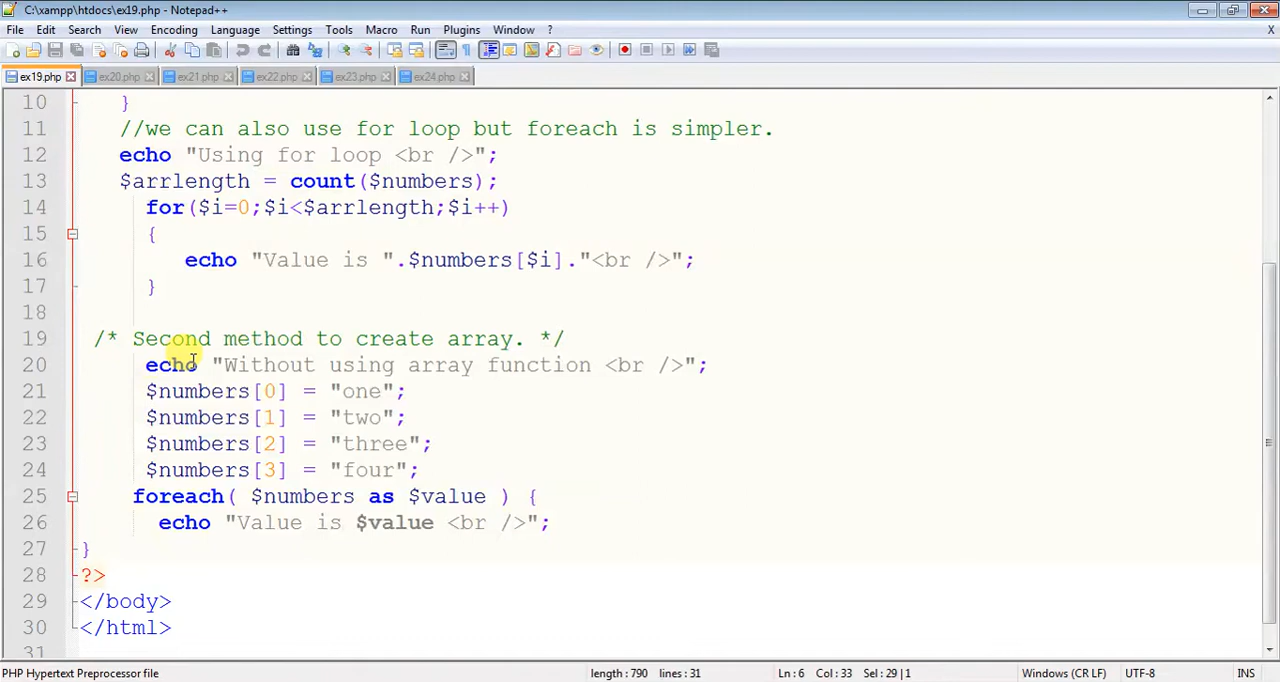 C:\xampp\htdocs\ex19.php - Notepad++
File Edit Search View Encoding Language Settings Tools Macro Run Plugins Window ? X
ex19.php ex20.php ex21.php ex22.php ex23.php ex24.php
10 }
11 //we can also use for loop but foreach is simpler.
12 echo "Using for loop <br />";
13 $arrlength = count($numbers);
14 for($i=0;$i<$arrlength;$i++)
15 {
16 echo "Value is ".$numbers[$i]."<br />";
17 }
18
19 /* Second method to create array. */
20 echo "Without using array function <br />";
21 $numbers[0] = "one";
22 $numbers[1] = "two";
23 $numbers[2] = "three";
24 $numbers[3] = "four";
25 foreach( $numbers as $value ) {
26 echo "Value is $value <br />";
27 }
28 ?>
29 </body>
30 </html>
31
PHP Hypertext Preprocessor file length : 790 lines : 31 Ln : 6 Col : 33 Sel : 29 | 1 Windows (CR LF) UTF-8 INS